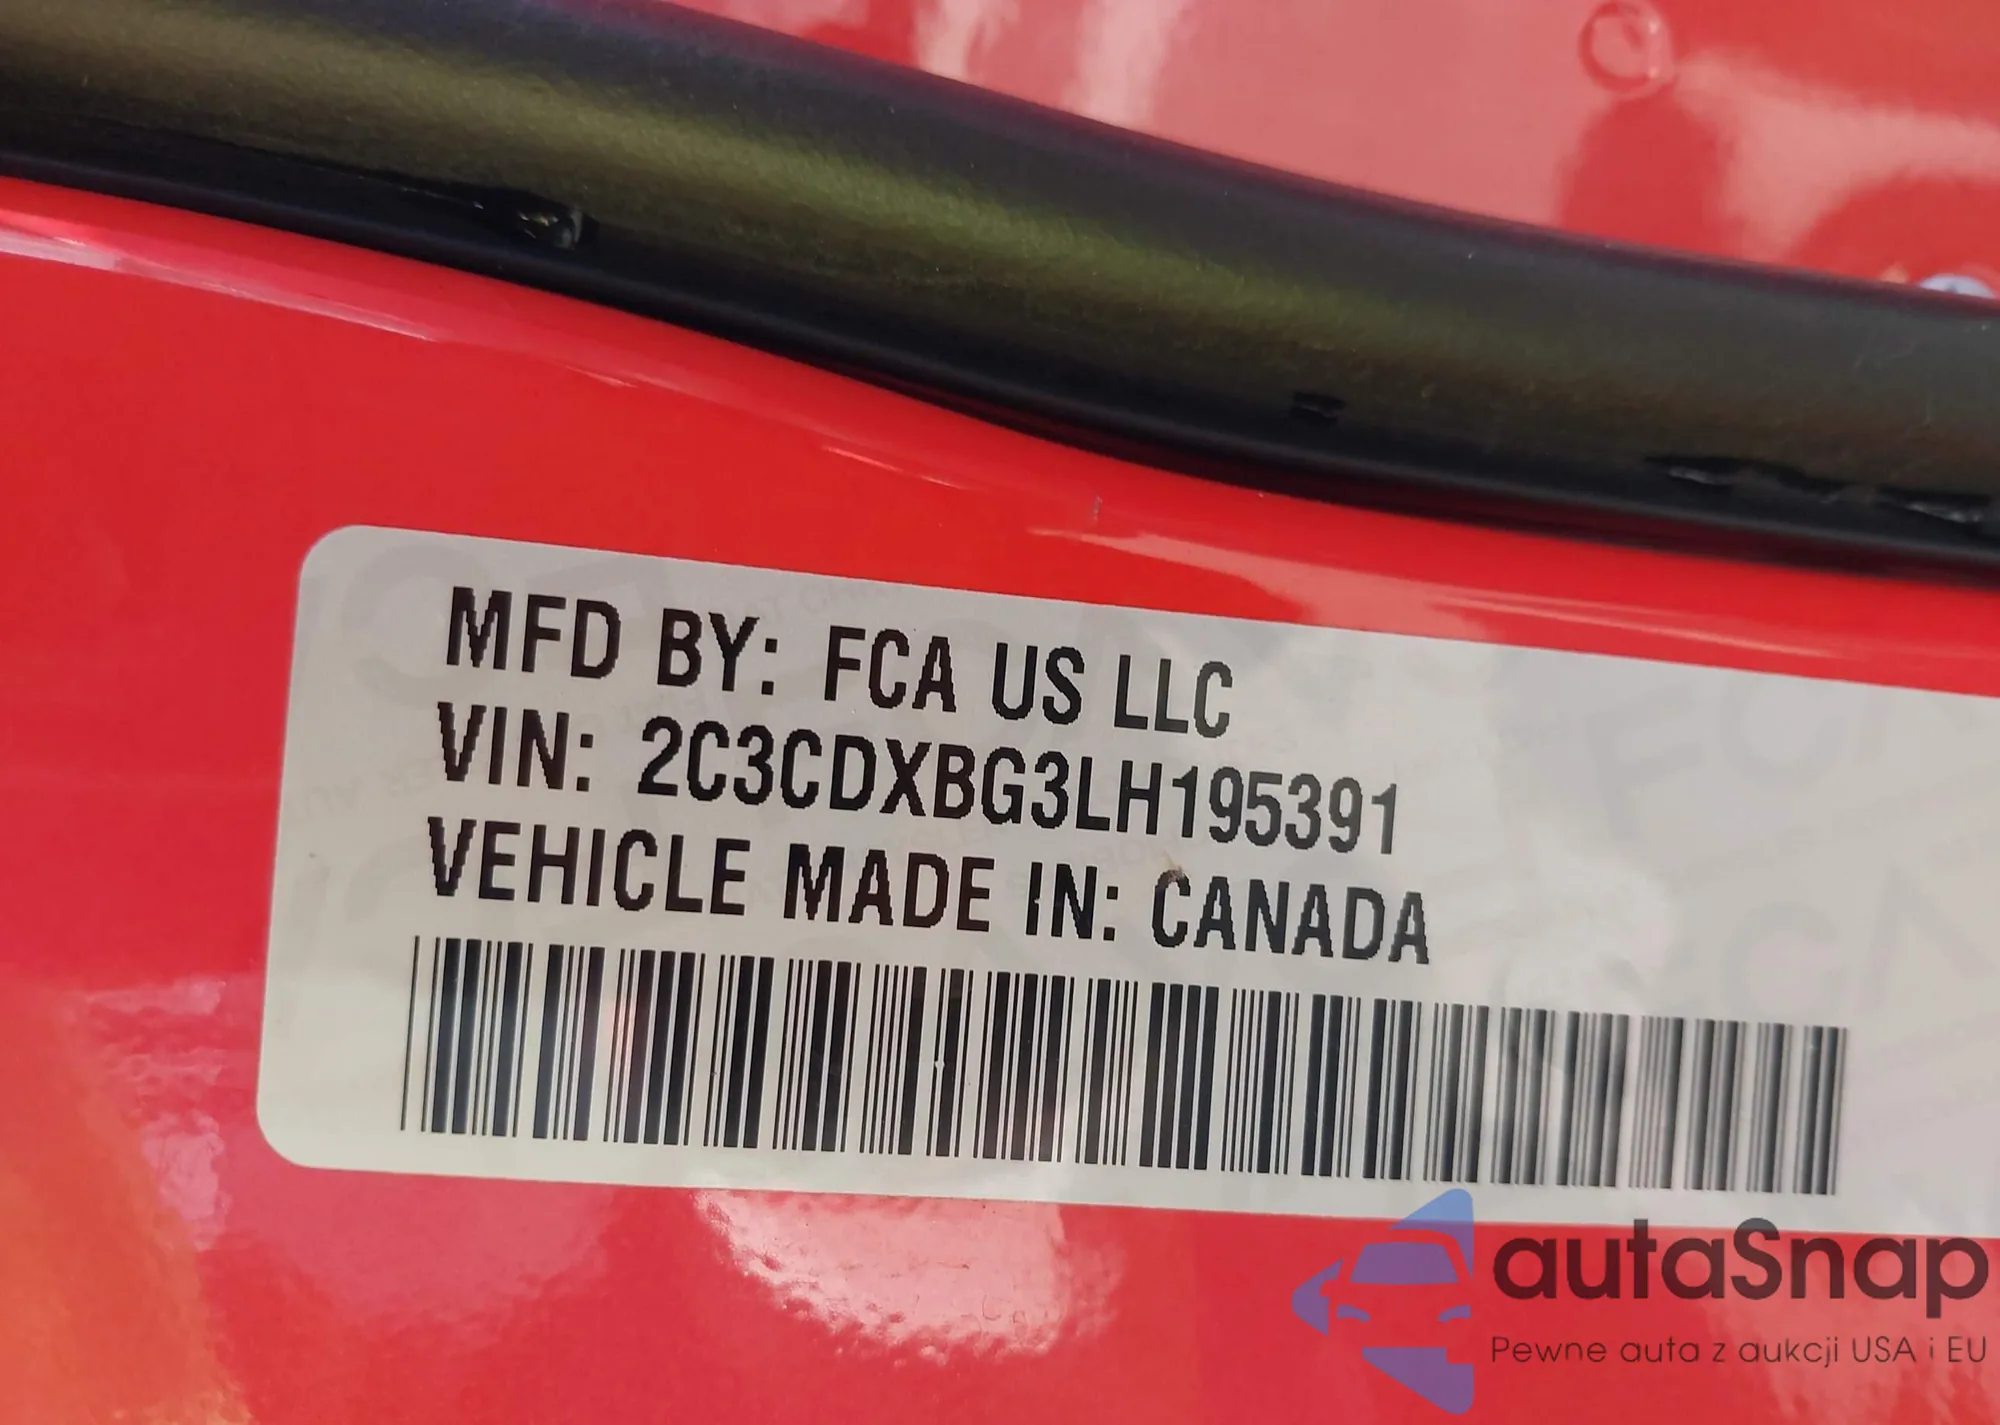 MFD BY: FCA US LLC
VIN: 2C3CDXBG3LH195391
VEHICLE MADE IN: CANADA
autaSnap
Pewne auta z aukcji USA i EU